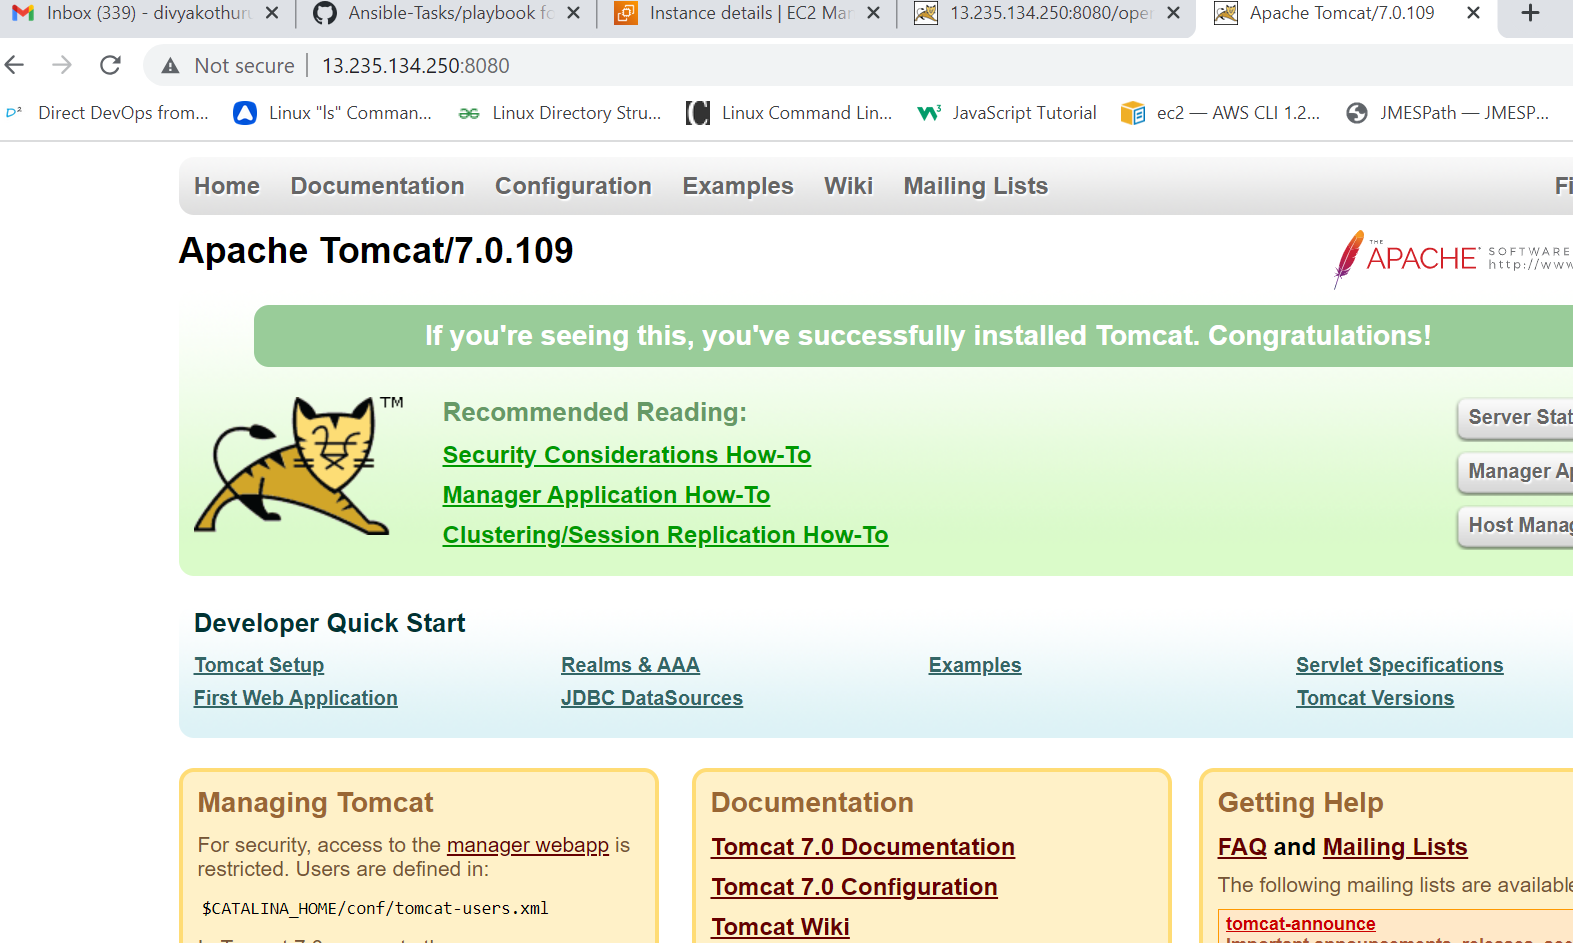 Inbox (339) - divyakothuru
Ansible-Tasks/playbook fo
Instance details | EC2 Man
13.235.134.250:8080/open
Apache Tomcat/7.0.109
Not secure | 13.235.134.250:8080
Direct DevOps from...
Linux "ls" Comman...
Linux Directory Stru...
Linux Command Lin...
JavaScript Tutorial
ec2 — AWS CLI 1.2...
JMESPath — JMESP...
Home Documentation Configuration Examples Wiki Mailing Lists Fi
Apache Tomcat/7.0.109
THE
APACHE SOFTWARE
http://www
If you're seeing this, you've successfully installed Tomcat. Congratulations!
TM
Recommended Reading:
Security Considerations How-To
Manager Application How-To
Clustering/Session Replication How-To
Server Stat
Manager Ap
Host Manag
Developer Quick Start
Tomcat Setup
First Web Application
Realms & AAA
JDBC DataSources
Examples
Servlet Specifications
Tomcat Versions
Managing Tomcat
For security, access to the manager webapp is
restricted. Users are defined in:
$CATALINA_HOME/conf/tomcat-users.xml
Documentation
Tomcat 7.0 Documentation
Tomcat 7.0 Configuration
Tomcat Wiki
Getting Help
FAQ and Mailing Lists
The following mailing lists are available
tomcat-announce